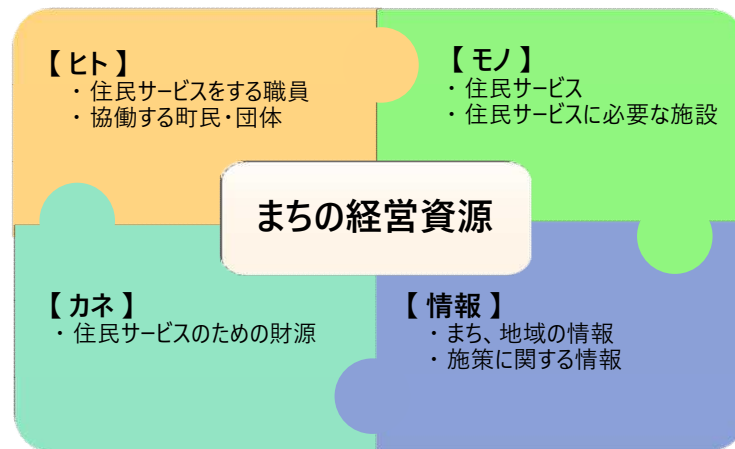 【 ヒト 】
・ 住民サービスをする職員
・ 協働する町民・団体
【 モノ 】
・ 住民サービス
・ 住民サービスに必要な施設
まちの経営資源
【 カネ 】
・ 住民サービスのための財源
【 情報 】
・ まち、地域の情報
・ 施策に関する情報